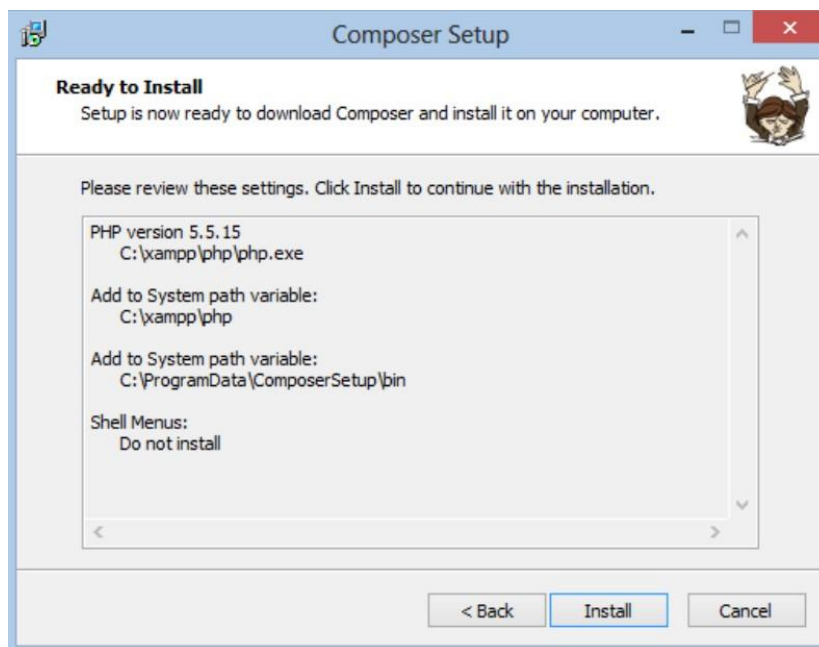 Composer Setup
Ready to Install
Setup is now ready to download Composer and install it on your computer.
Please review these settings. Click Install to continue with the installation.
PHP version 5.5.15
C:\xampp\php\php.exe
Add to System path variable:
C:\xampp\php
Add to System path variable:
C:\ProgramData\ComposerSetup\bin
Shell Menus:
Do not install
< Back
Install
Cancel